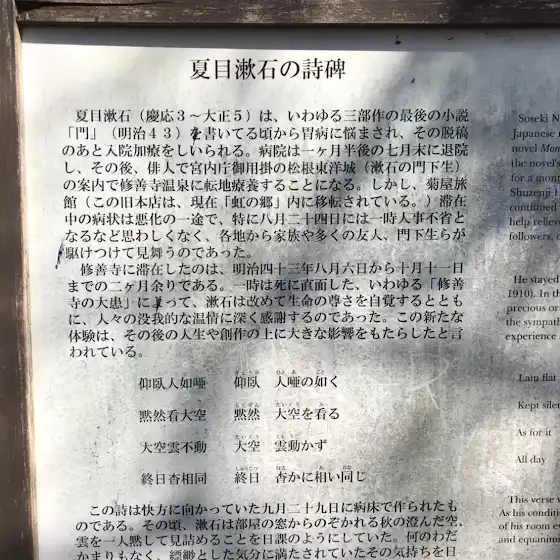 夏目漱石の詩碑
夏目漱石（慶応３～大正５）は、いわゆる三部作の最後の小説
「門」（明治４３）を書いてる頃から胃病に悩まされ、その脱稿
のあと入院加療をしいられる。病院は一ヶ月半後の七月末に退院
し、その後、俳人で宮内庁御用掛の松根東洋城（漱石の門下生）
の案内で修善寺温泉に転地療養することになる。しかし、菊屋旅
館（この旧本店は、現在「虹の郷」内に移転されている。）滞在
中の病状は悪化の一途で、特に八月二十四日には一時人事不省と
なるなど思わしくなく、各地から家族や多くの友人、門下生らが
駆けつけて見舞うのであった。
修善寺に滞在したのは、明治四十三年八月六日から十月十一日
までの二ヶ月余りである。一時は死に直面した、いわゆる「修善
寺の大患」によって、漱石は改めて生命の尊さを自覚するととも
に、人々の没我的な温情に深く感謝するのであった。この新たな
体験は、その後の人生や創作の上に大きな影響をもたらしたと言
われている。
仰臥人如唖　仰臥　人唖の如く
黙然看大空　黙然　大空を看る
大空雲不動　大空　雲動かず
終日杳相同　終日　杳かに相い同じ
この詩は快方に向かっていた九月二十九日に病床で作られたも
のである。その頃、漱石は部屋の窓からのぞかれる秋の澄んだ空、
雲を一人黙して見詰めることを日課のようにしていた。何のわだ
かまりもなく、縹緲とした気分に満たされていたその気持を日
Soseki N
Japanese
novel Mon
the novel's
for a mont
Shuzenji-
continued
help reliev
followers,
He stayed
1910). In th
precious or
the sympath
experience
Lain flat
Kept silen
As for it
All day
This verse w
As his condition
of his room ev
and equanim